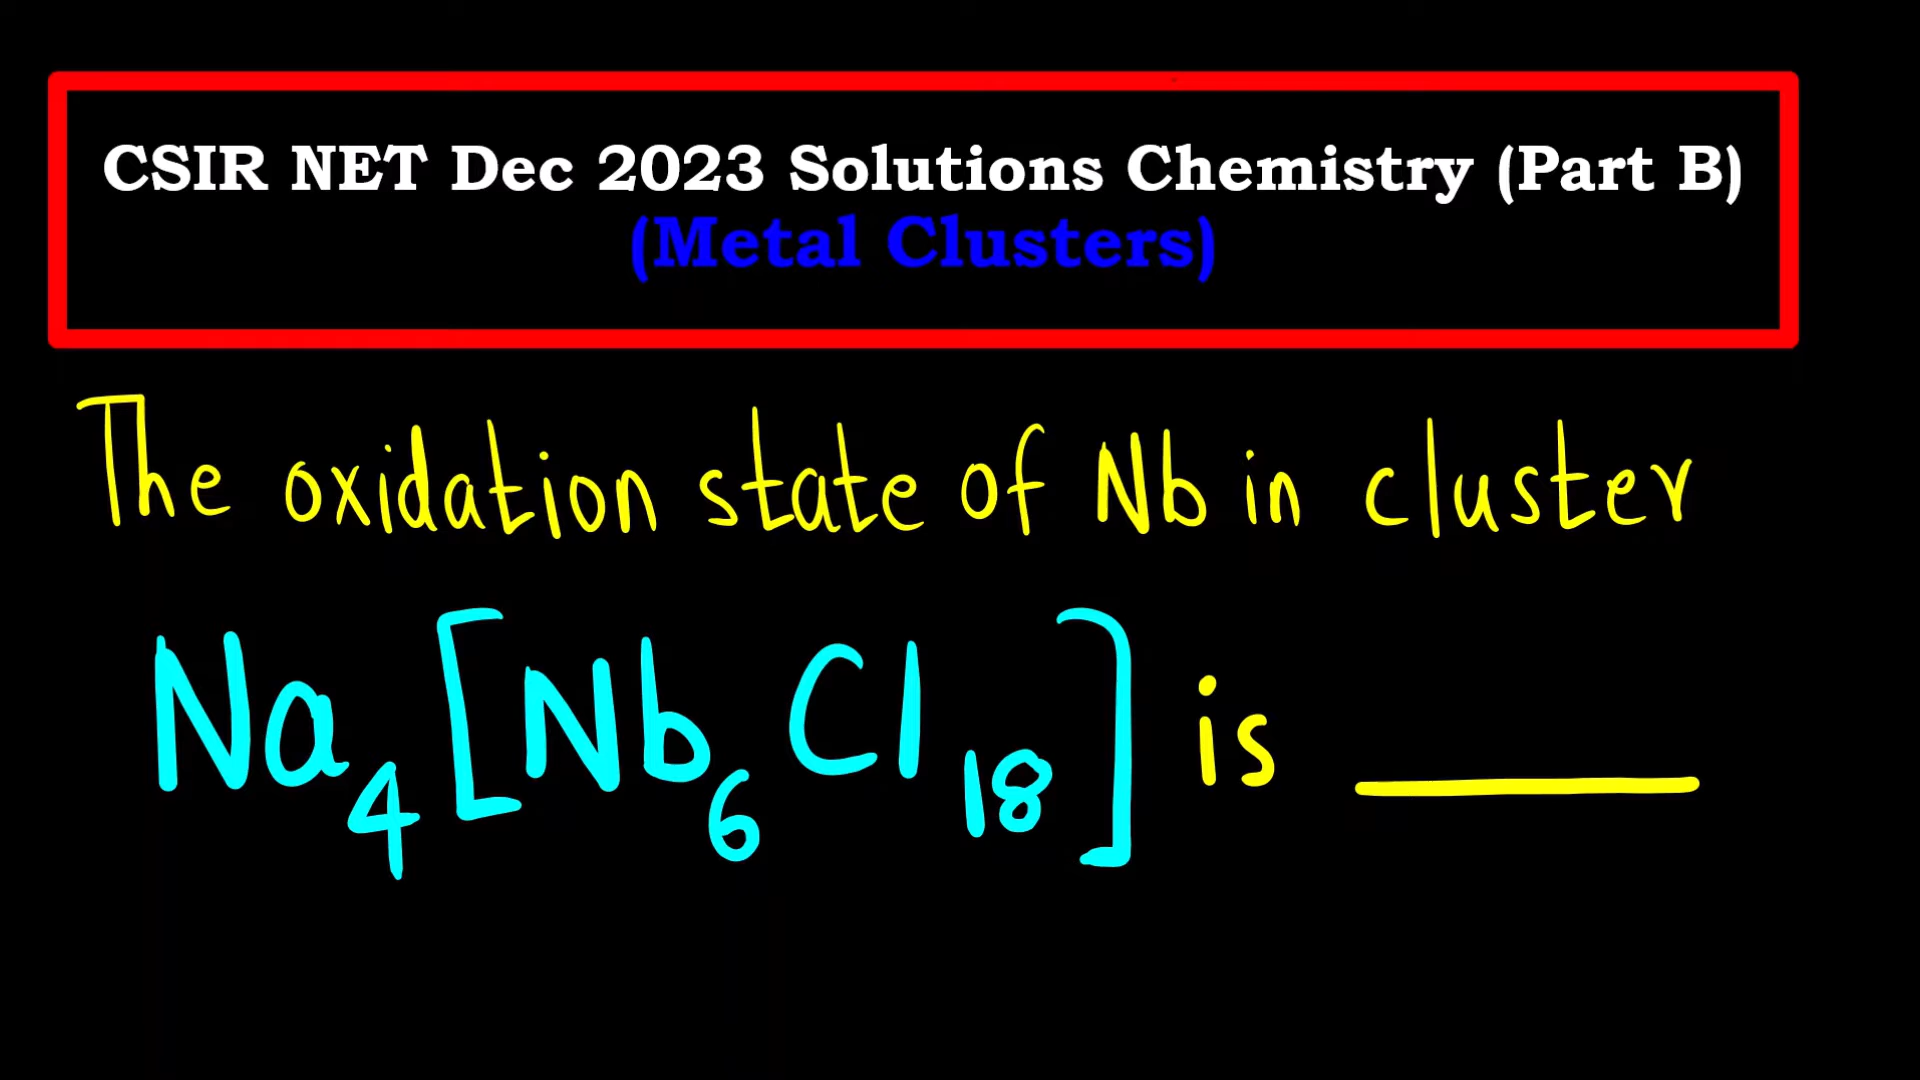 CSIR NET Dec 2023 Solutions Chemistry (Part B)
(Metal Clusters)
The oxidation state of Nb in cluster
Na₄[Nb₆Cl₁₈] is ______